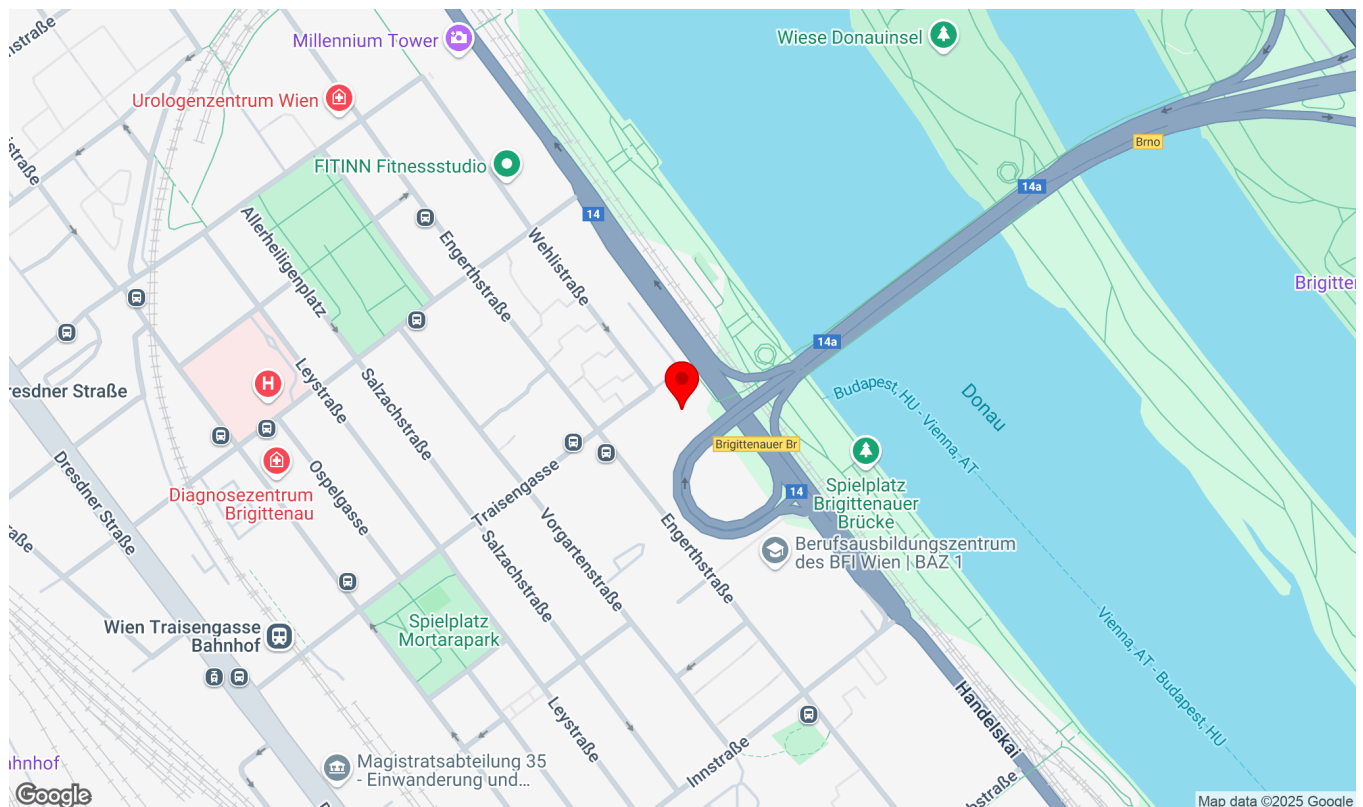 straße
Millennium Tower
Wiese Donauinsel
Urologenzentrum Wien
Brno
FITINN Fitnessstudio
14a
14
Allerheiligenplatz
Engerthstraße
Wehlistraße
Brigitten
14a
Dresdner Straße
H
Leystraße
Salzachstraße
Budapest, HU - Vienna, AT
Donau
Brigittenauer Br
Dresdner Straße
Diagnosezentrum
Brigittenau
Ospelgasse
Traisengasse
14
Spielplatz
Brigittenauer
Brücke
Vorgartenstraße
Engerthstraße
Salzachstraße
Berufsausbildungszentrum
des BFI Wien | BAZ 1
Spielplatz
Mortarapark
Wien Traisengasse
Bahnhof
Vienna, AT - Budapest, HU
Handelskai
Leystraße
Innstraße
Magistratsabteilung 35
- Einwanderung und...
ahnhof
Google
Map data ©2025 Google